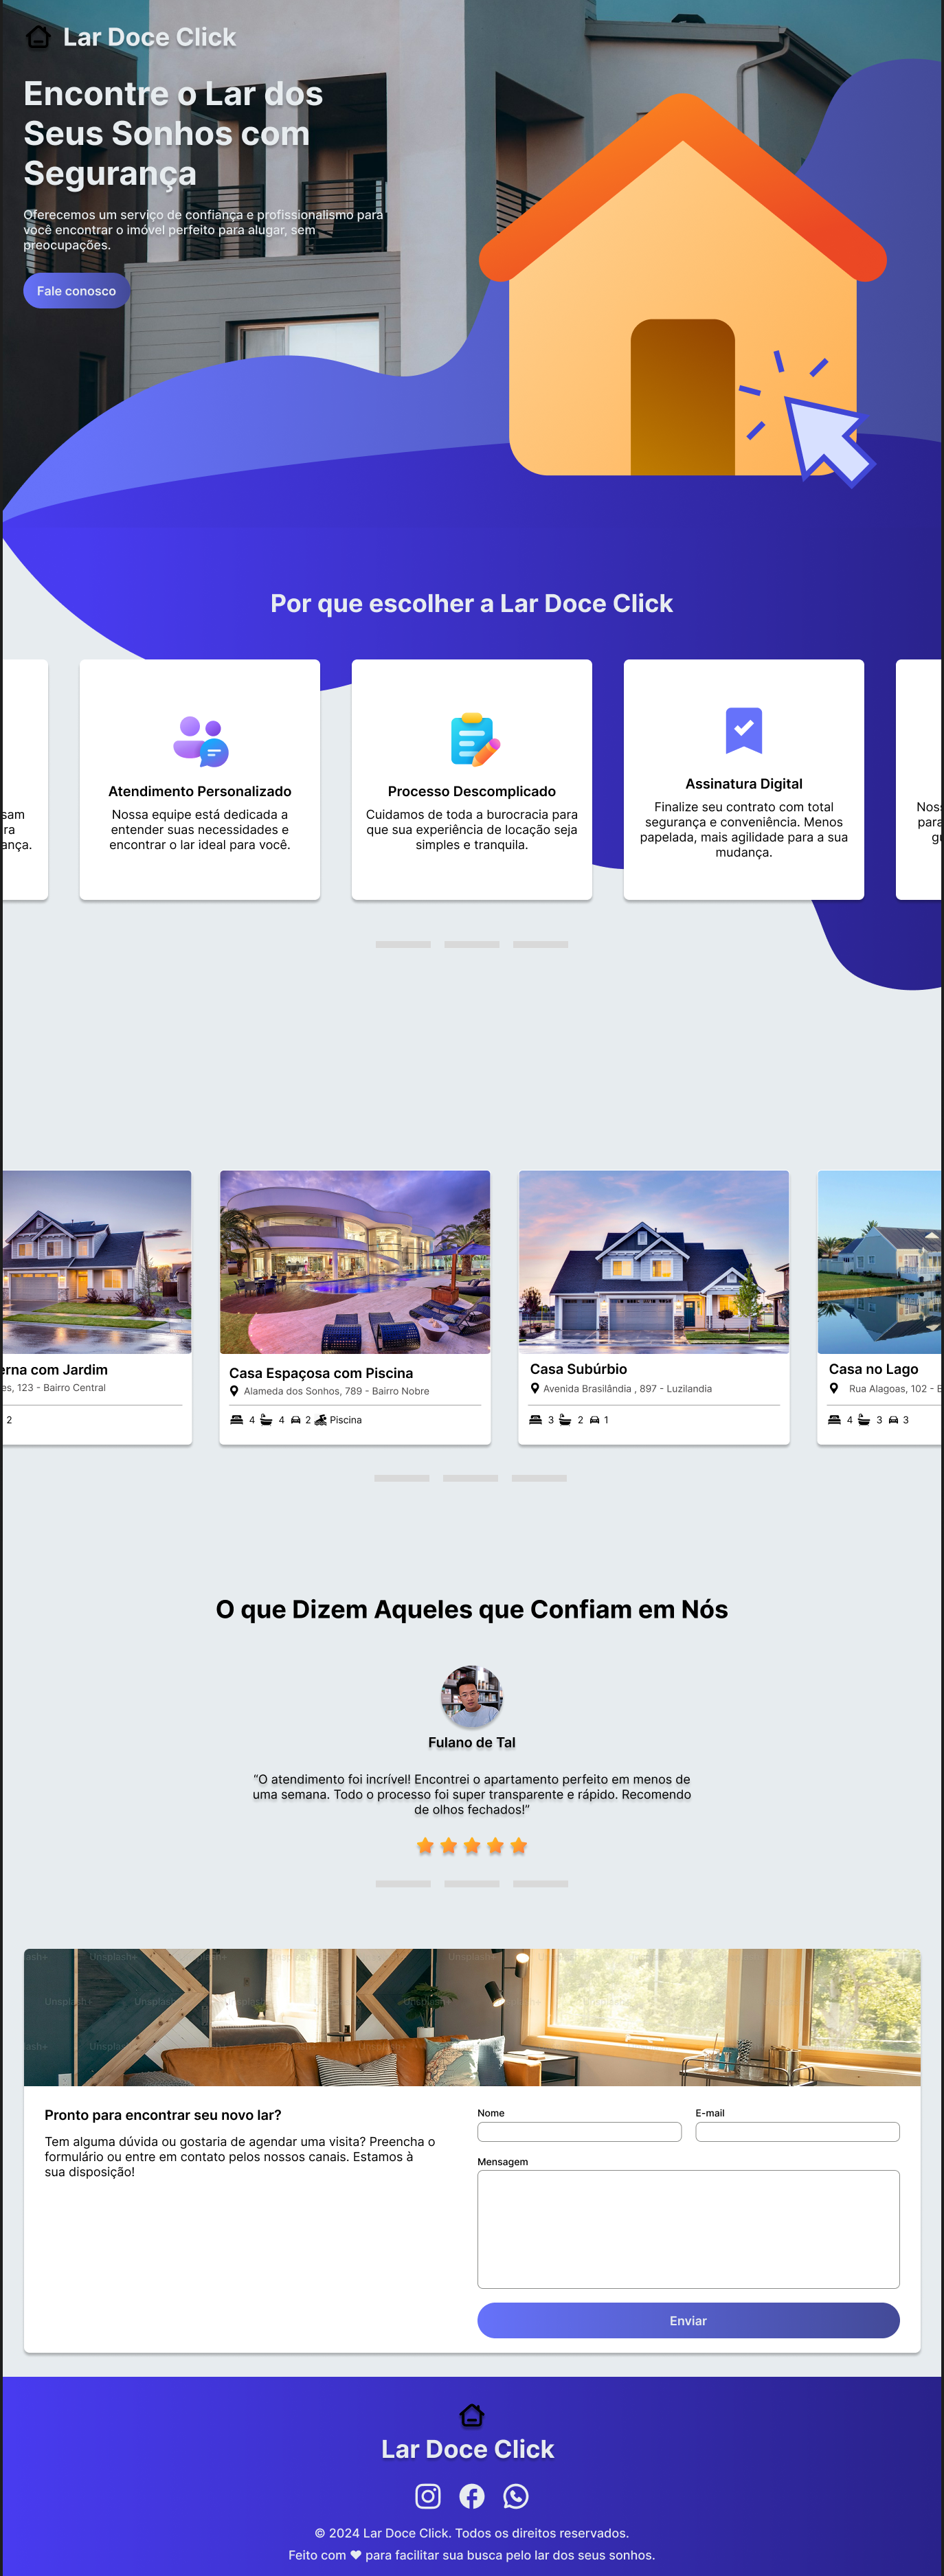 Lar Doce Click
Encontre o Lar dos
Seus Sonhos com
Segurança
Oferecemos um serviço de confiança e profissionalismo para
você encontrar o imóvel perfeito para alugar, sem
preocupações.
Fale conosco
Por que escolher a Lar Doce Click
sam
ra
ança.
Atendimento Personalizado
Nossa equipe está dedicada a
entender suas necessidades e
encontrar o lar ideal para você.
Processo Descomplicado
Cuidamos de toda a burocracia para
que sua experiência de locação seja
simples e tranquila.
Assinatura Digital
Finalize seu contrato com total
segurança e conveniência. Menos
papelada, mais agilidade para a sua
mudança.
Nos
para
gu
erna com Jardim
es, 123 - Bairro Central
2
Casa Espaçosa com Piscina
Alameda dos Sonhos, 789 - Bairro Nobre
4 4 2 Piscina
Casa Subúrbio
Avenida Brasilândia , 897 - Luzilandia
3 2 1
Casa no Lago
Rua Alagoas, 102 - B
4 3 3
O que Dizem Aqueles que Confiam em Nós
Fulano de Tal
“O atendimento foi incrível! Encontrei o apartamento perfeito em menos de
uma semana. Todo o processo foi super transparente e rápido. Recomendo
de olhos fechados!”
Unsplash+
Pronto para encontrar seu novo lar?
Tem alguma dúvida ou gostaria de agendar uma visita? Preencha o
formulário ou entre em contato pelos nossos canais. Estamos à
sua disposição!
Nome
E-mail
Mensagem
Enviar
Lar Doce Click
© 2024 Lar Doce Click. Todos os direitos reservados.
Feito com ❤ para facilitar sua busca pelo lar dos seus sonhos.